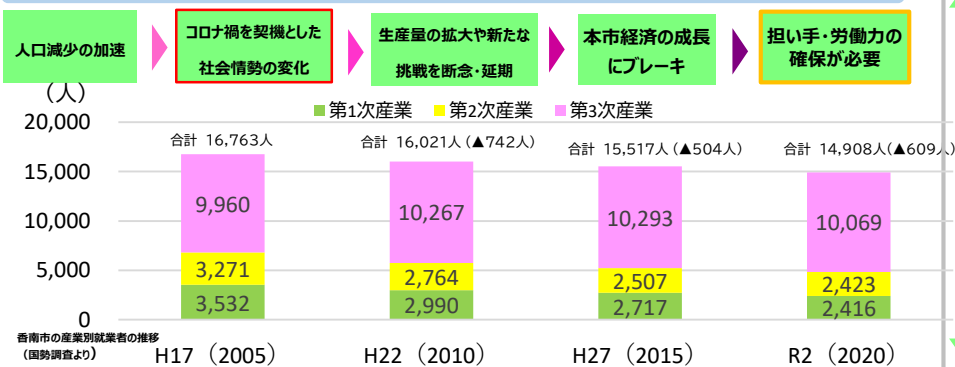 人口減少の加速
コロナ禍を契機とした
社会情勢の変化
生産量の拡大や新たな
挑戦を断念・延期
本市経済の成長
にブレーキ
担い手・労働力の
確保が必要
（人）
■第1次産業 ■第2次産業 ■第3次産業
20,000
15,000
10,000
5,000
0
合計 16,763人
合計 16,021人（▲742人）
合計 15,517人（▲504人）
合計 14,908人(▲609人)
9,960
10,267
10,293
10,069
3,271
2,764
2,507
2,423
3,532
2,990
2,717
2,416
香南市の産業別就業者の推移
（国勢調査より）
H17（2005）
H22（2010）
H27（2015）
R2（2020）